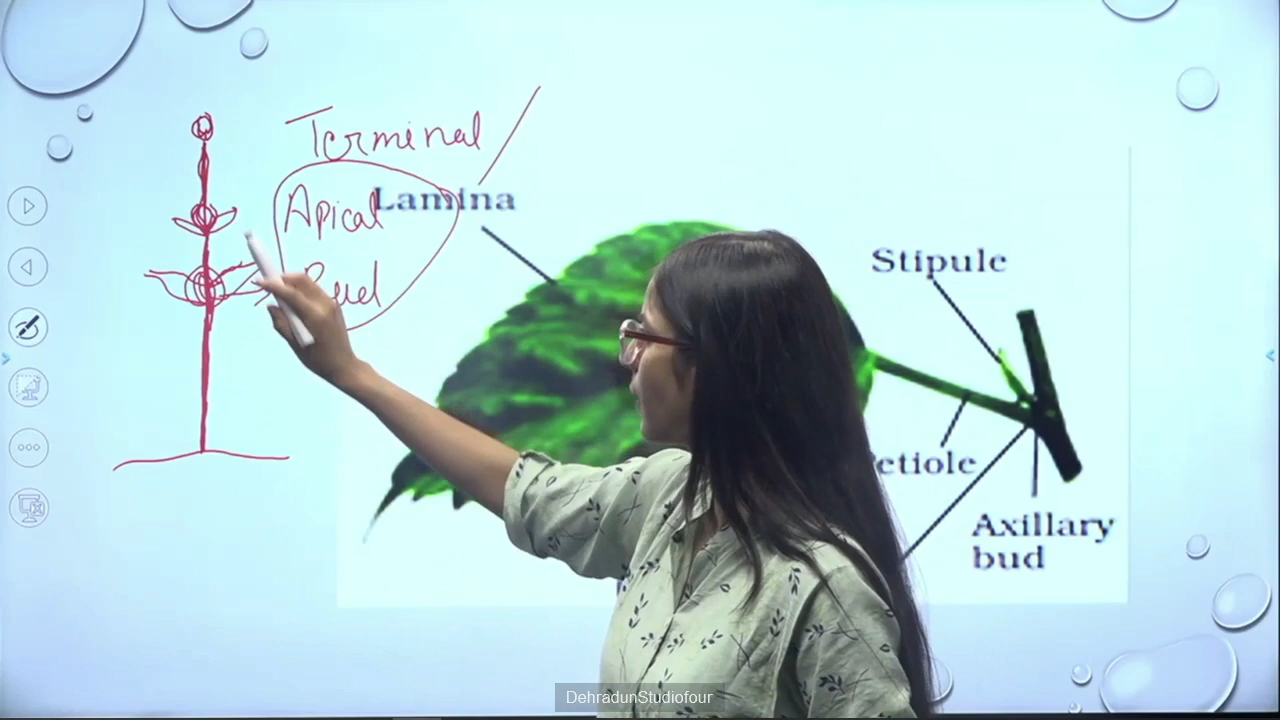 Terminal /
Apical
Bud
Lamina
Stipule
etiole
Axillary
bud
DehradunStudiofour